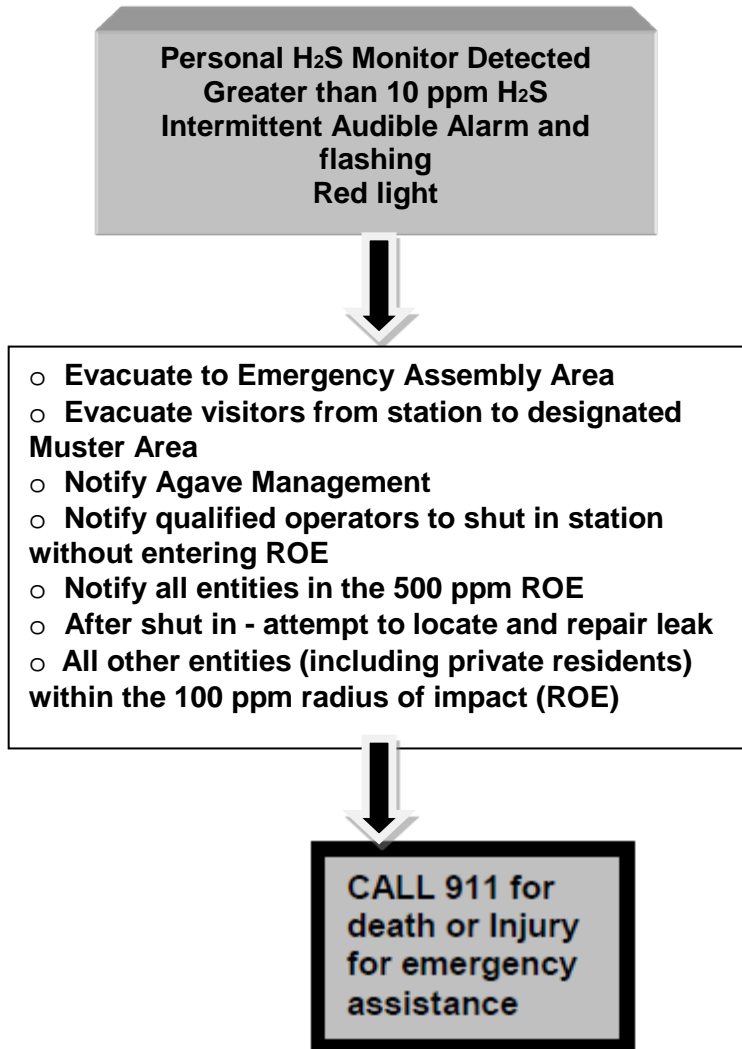 Personal H₂S Monitor Detected
Greater than 10 ppm H₂S
Intermittent Audible Alarm and
flashing
Red light
o Evacuate to Emergency Assembly Area
o Evacuate visitors from station to designated
Muster Area
o Notify Agave Management
o Notify qualified operators to shut in station
without entering ROE
o Notify all entities in the 500 ppm ROE
o After shut in - attempt to locate and repair leak
o All other entities (including private residents)
within the 100 ppm radius of impact (ROE)
CALL 911 for
death or Injury
for emergency
assistance